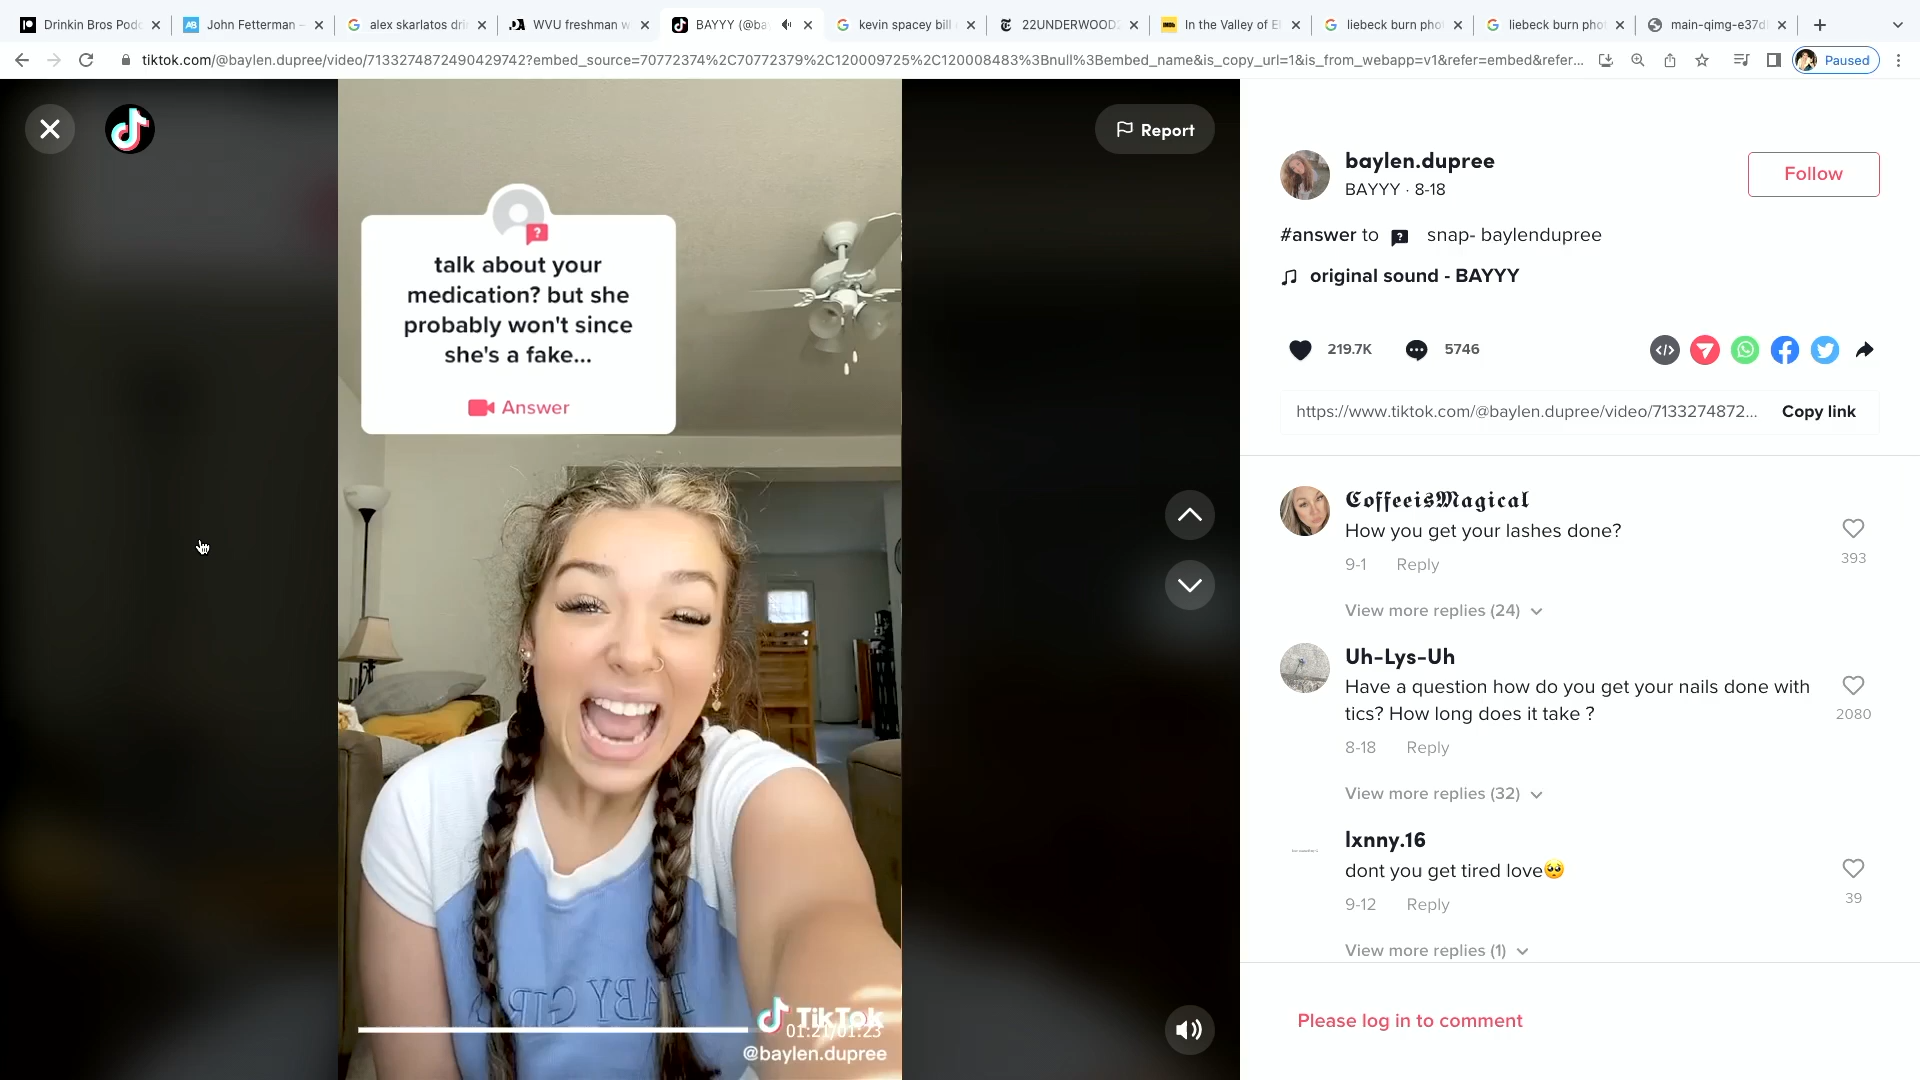 Drinkin Bros Podc
John Fetterman -
alex skarlatos dri
WVU freshman w
BAYYY (@ba
kevin spacey bill
22UNDERWOOD
In the Valley of El
liebeck burn pho
liebeck burn pho
main-qimg-e37d
tiktok.com/@baylen.dupree/video/7133274872490429742?embed_source=70772374%2C70772379%2C120009725%2C120008483%3Bnull%3Bembed_name&is_copy_url=1&is_from_webapp=v1&refer=embed&refer...
Paused
Report
talk about your
medication? but she
probably won't since
she's a fake...
Answer
BABY GIRL
TikTok
01:21/01:23
@baylen.dupree
baylen.dupree
BAYYY · 8-18
Follow
#answer to snap- baylendupree
original sound - BAYYY
219.7K
5746
https://www.tiktok.com/@baylen.dupree/video/7133274872...
Copy link
𝕮𝖔𝖋𝖋𝖊𝖊𝖎𝖘𝕸𝖆𝖌𝖎𝖈𝖆𝖑
How you get your lashes done?
393
9-1 Reply
View more replies (24)
Uh-Lys-Uh
Have a question how do you get your nails done with
tics? How long does it take ?
2080
8-18 Reply
View more replies (32)
lxnny.16
dont you get tired love🥺
39
9-12 Reply
View more replies (1)
Please log in to comment